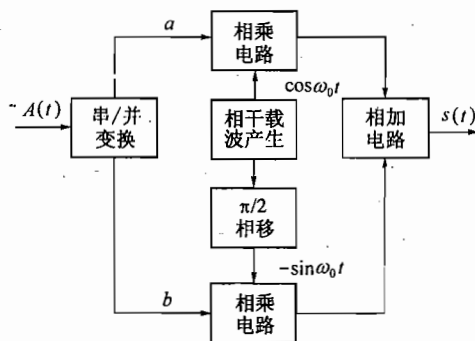 a
相乘
电路
cosω₀t
A(t)
串/并
变换
相干载
波产生
相加
电路
s(t)
π/2
相移
-sinω₀t
b
相乘
电路